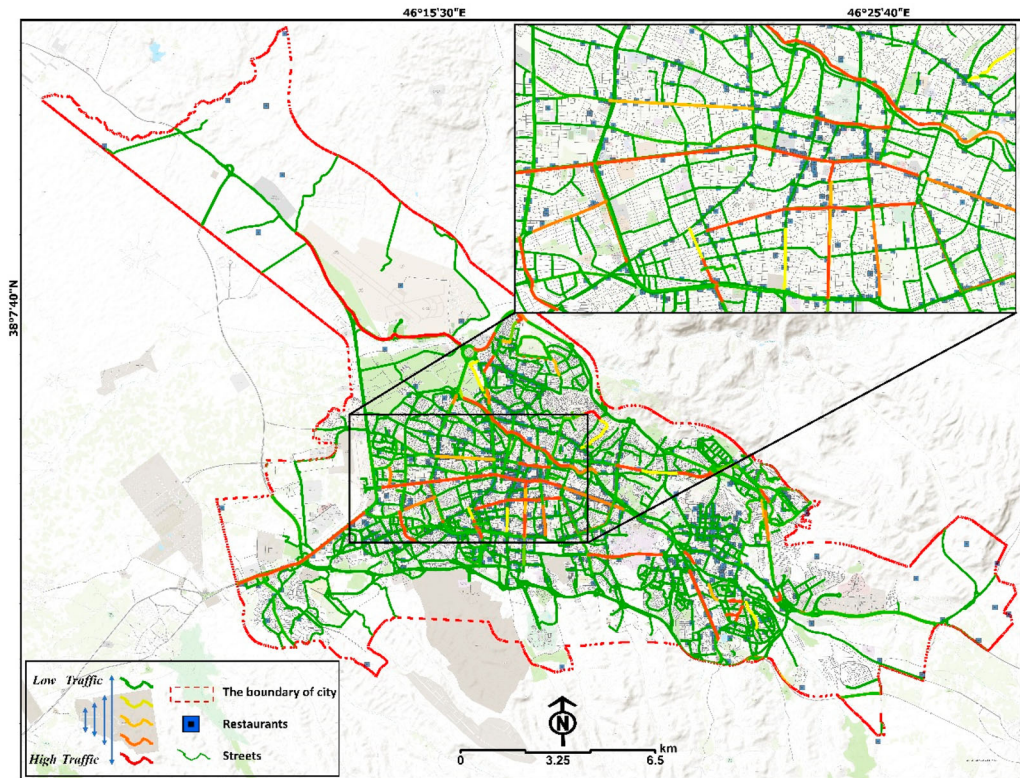 46°15'30"E
46°25'40"E
38°7'40"N
Low Traffic
High Traffic
The boundary of city
Restaurants
Streets
N
km
0
3.25
6.5